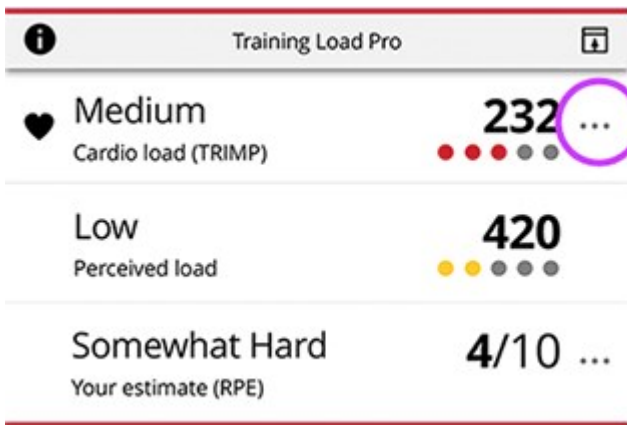 Training Load Pro
Medium 232 ...
Cardio load (TRIMP)
Low 420
Perceived load
Somewhat Hard 4/10 ...
Your estimate (RPE)